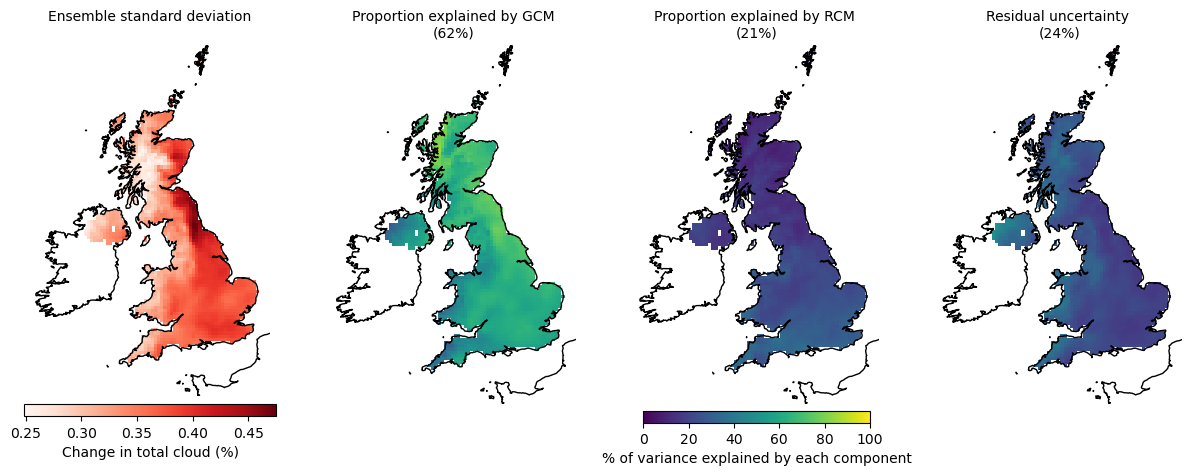 Ensemble standard deviation
Proportion explained by GCM
(62%)
Proportion explained by RCM
(21%)
Residual uncertainty
(24%)
0.25 0.30 0.35 0.40 0.45
Change in total cloud (%)
0 20 40 60 80 100
% of variance explained by each component